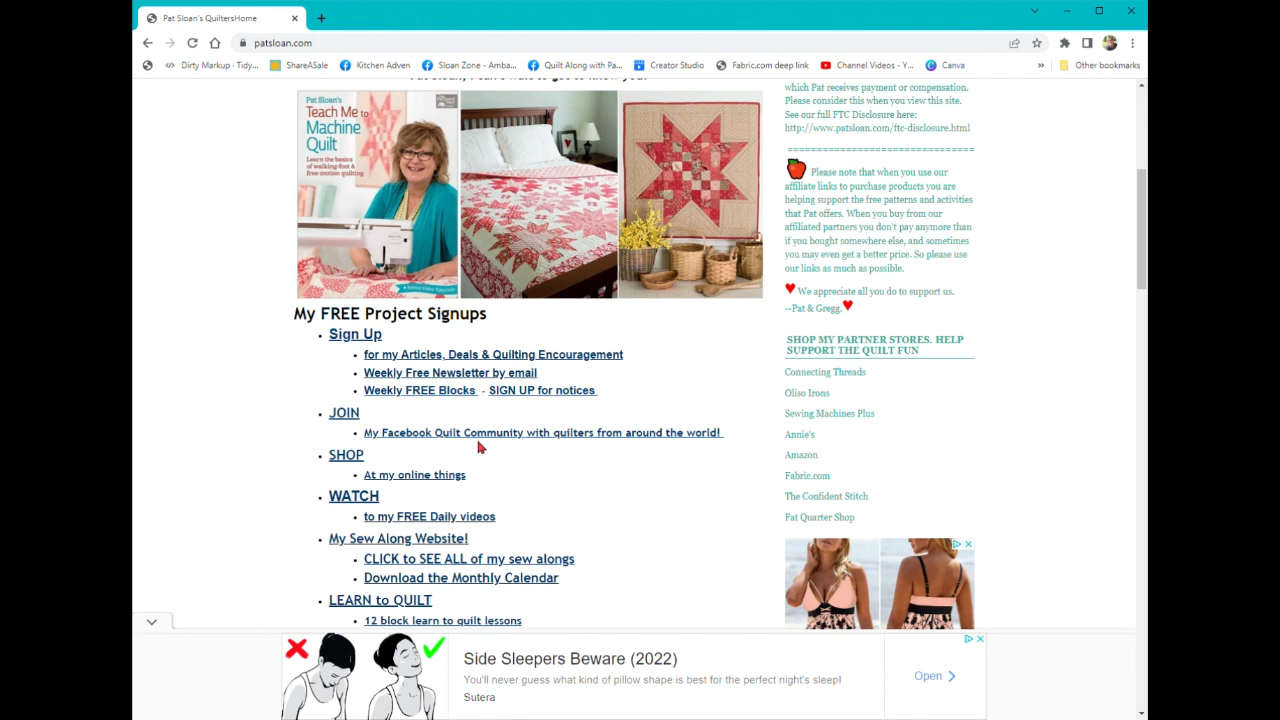 Pat Sloan's QuiltersHome
patsloan.com
Dirty Markup - Tidy...
ShareASale
Kitchen Adven
Sloan Zone - Amba...
Quilt Along with Pa...
Creator Studio
Fabric.com deep link
Channel Videos - Y...
Canva
»
Other bookmarks
Pat Sloan's
Teach Me to
Machine
Quilt
Learn the basics
of walking-foot &
free-motion quilting
My FREE Project Signups
Sign Up
for my Articles, Deals & Quilting Encouragement
Weekly Free Newsletter by email
Weekly FREE Blocks - SIGN UP for notices
JOIN
My Facebook Quilt Community with quilters from around the world!
SHOP
At my online things
WATCH
to my FREE Daily videos
My Sew Along Website!
CLICK to SEE ALL of my sew alongs
Download the Monthly Calendar
LEARN to QUILT
12 block learn to quilt lessons
which Pat receives payment or compensation.
Please consider this when you view this site.
See our full FTC Disclosure here:
http://www.patsloan.com/ftc-disclosure.html
================================
Please note that when you use our
affiliate links to purchase products you are
helping support the free patterns and activities
that Pat offers. When you buy from our
affiliated partners you don't pay anymore than
if you bought somewhere else, and sometimes
you may even get a better price. So please use
our links as much as possible.
We appreciate all you do to support us.
--Pat & Gregg.
SHOP MY PARTNER STORES. HELP
SUPPORT THE QUILT FUN
Connecting Threads
Oliso Irons
Sewing Machines Plus
Annie's
Amazon
Fabric.com
The Confident Stitch
Fat Quarter Shop
Side Sleepers Beware (2022)
You'll never guess what kind of pillow shape is best for the perfect night's sleep!
Sutera
Open